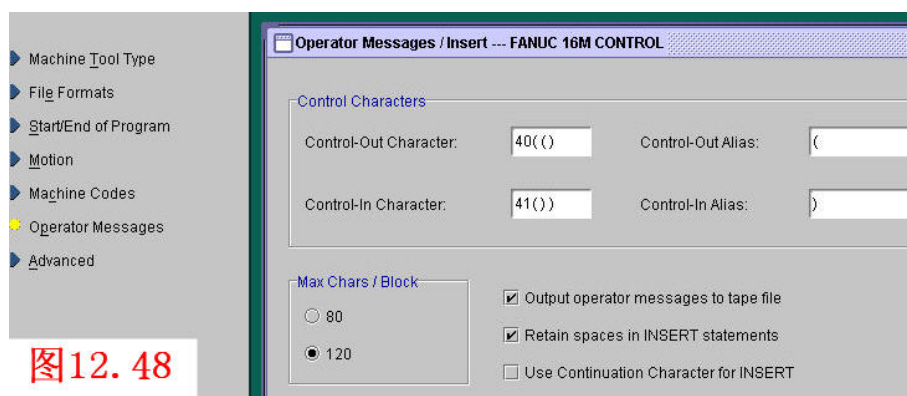 Machine Tool Type
File Formats
Start/End of Program
Motion
Machine Codes
Operator Messages
Advanced
图12.48
Operator Messages / Insert --- FANUC 16M CONTROL
Control Characters
Control-Out Character: 40(() Control-Out Alias: (
Control-In Character: 41()) Control-In Alias: )
Max Chars / Block
80
120
Output operator messages to tape file
Retain spaces in INSERT statements
Use Continuation Character for INSERT